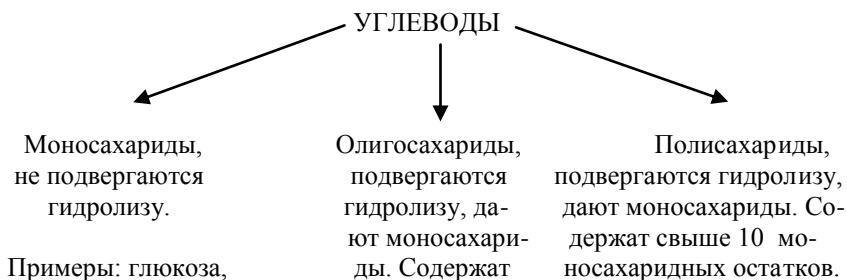 УГЛЕВОДЫ
Моносахариды,
не подвергаются
гидролизу.
Примеры: глюкоза,
Олигосахариды,
подвергаются
гидролизу, да-
ют моносахари-
ды. Содержат
Полисахариды,
подвергаются гидролизу,
дают моносахариды. Со-
держат свыше 10 мо-
носахаридных остатков.